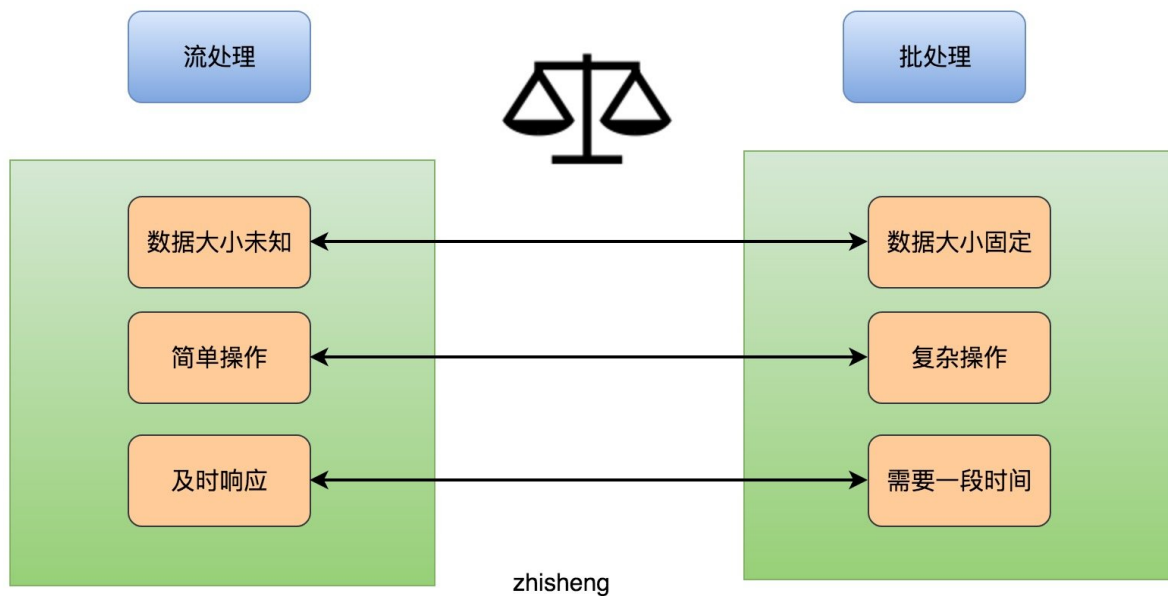 流处理
批处理
数据大小未知
数据大小固定
简单操作
复杂操作
及时响应
需要一段时间
zhisheng